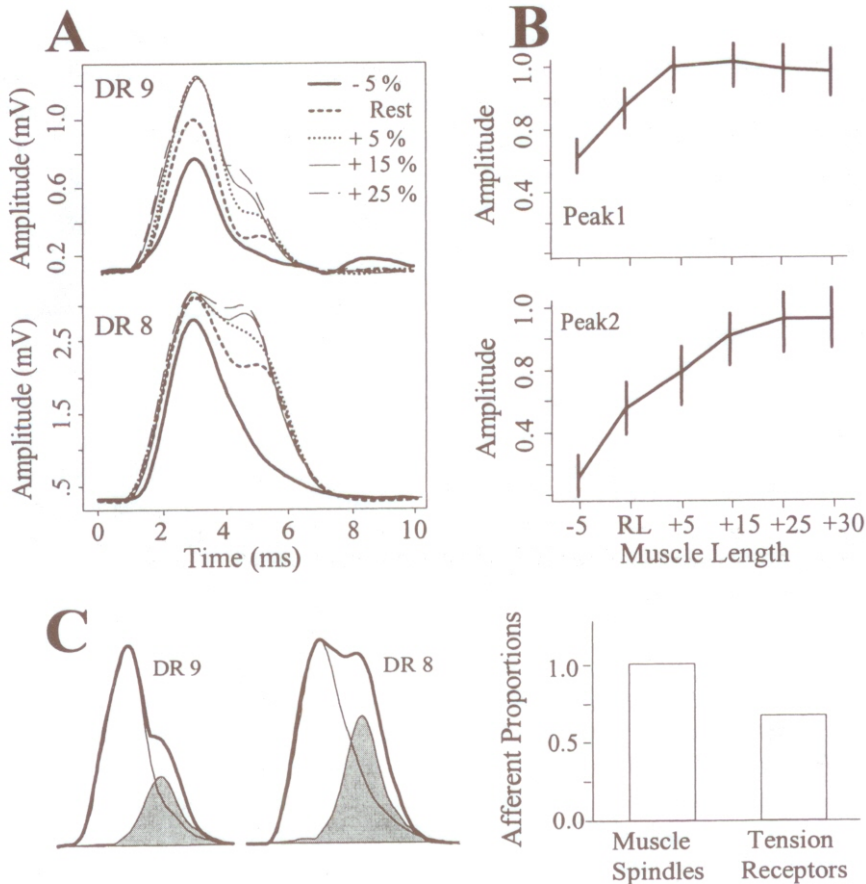 A
DR 9
- 5 %
Rest
+ 5 %
+ 15 %
+ 25 %
Amplitude (mV)
1.0
0.6
0.2
DR 8
Amplitude (mV)
2.5
1.5
.5
0 2 4 6 8 10
Time (ms)
B
Amplitude
1.0
0.8
0.4
Peak1
Peak2
Amplitude
1.0
0.8
0.4
-5 RL +5 +15 +25 +30
Muscle Length
C
DR 9
DR 8
Afferent Proportions
1.0
0.5
0.0
Muscle Spindles
Tension Receptors